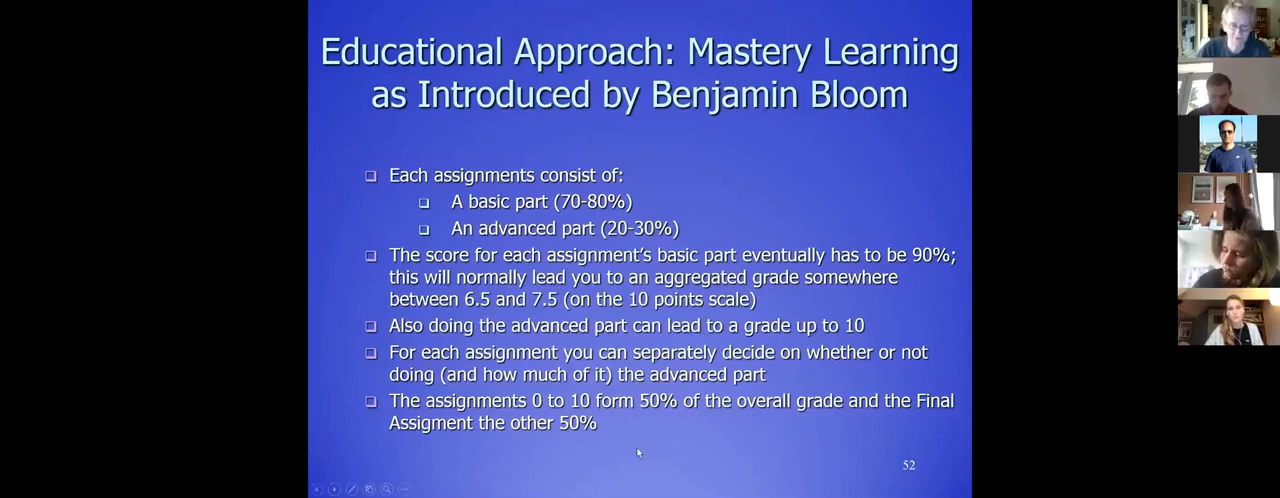 Educational Approach: Mastery Learning
as Introduced by Benjamin Bloom
Each assignments consist of:
A basic part (70-80%)
An advanced part (20-30%)
The score for each assignment's basic part eventually has to be 90%;
this will normally lead you to an aggregated grade somewhere
between 6.5 and 7.5 (on the 10 points scale)
Also doing the advanced part can lead to a grade up to 10
For each assignment you can separately decide on whether or not
doing (and how much of it) the advanced part
The assignments 0 to 10 form 50% of the overall grade and the Final
Assigment the other 50%
52